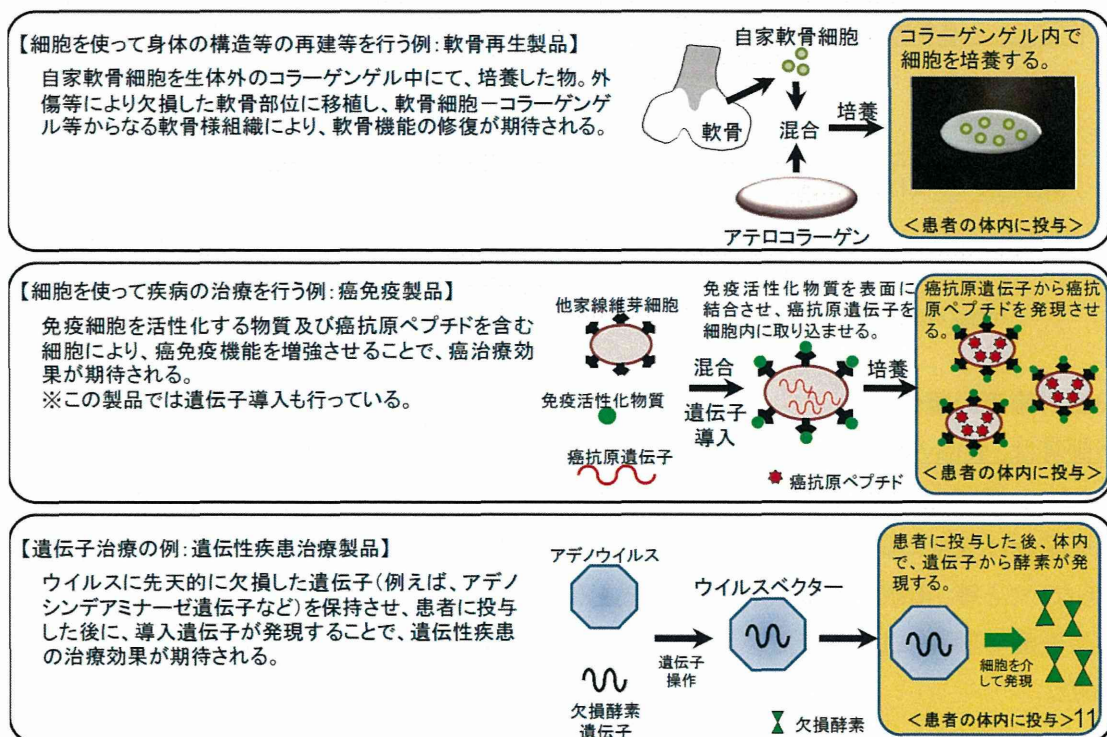 【細胞を使って身体の構造等の再建等を行う例:軟骨再生製品】
自家軟骨細胞を生体外のコラーゲンゲル中にて、培養した物。外
傷等により欠損した軟骨部位に移植し、軟骨細胞－コラーゲンゲ
ル等からなる軟骨様組織により、軟骨機能の修復が期待される。
自家軟骨細胞
軟骨
混合
培養
アテロコラーゲン
コラーゲンゲル内で
細胞を培養する。
＜患者の体内に投与＞
【細胞を使って疾病の治療を行う例:癌免疫製品】
免疫細胞を活性化する物質及び癌抗原ペプチドを含む
細胞により、癌免疫機能を増強させることで、癌治療効
果が期待される。
※この製品では遺伝子導入も行っている。
他家線維芽細胞
免疫活性化物質
癌抗原遺伝子
混合
遺伝子
導入
免疫活性化物質を表面に
結合させ、癌抗原遺伝子を
細胞内に取り込ませる。
培養
癌抗原ペプチド
癌抗原遺伝子から癌抗
原ペプチドを発現させ
る。
＜患者の体内に投与＞
【遺伝子治療の例:遺伝性疾患治療製品】
ウイルスに先天的に欠損した遺伝子(例えば、アデノ
シンデアミナーゼ遺伝子など)を保持させ、患者に投与
した後に、導入遺伝子が発現することで、遺伝性疾患
の治療効果が期待される。
アデノウイルス
欠損酵素
遺伝子
遺伝子
操作
ウイルスベクター
欠損酵素
患者に投与した後、体内
で、遺伝子から酵素が発
現する。
細胞を介
して発現
＜患者の体内に投与＞
11